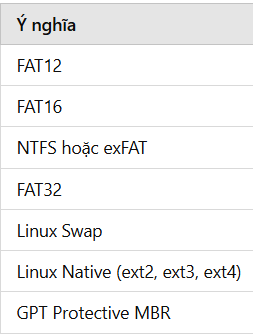 Ý nghĩa
FAT12
FAT16
NTFS hoặc exFAT
FAT32
Linux Swap
Linux Native (ext2, ext3, ext4)
GPT Protective MBR